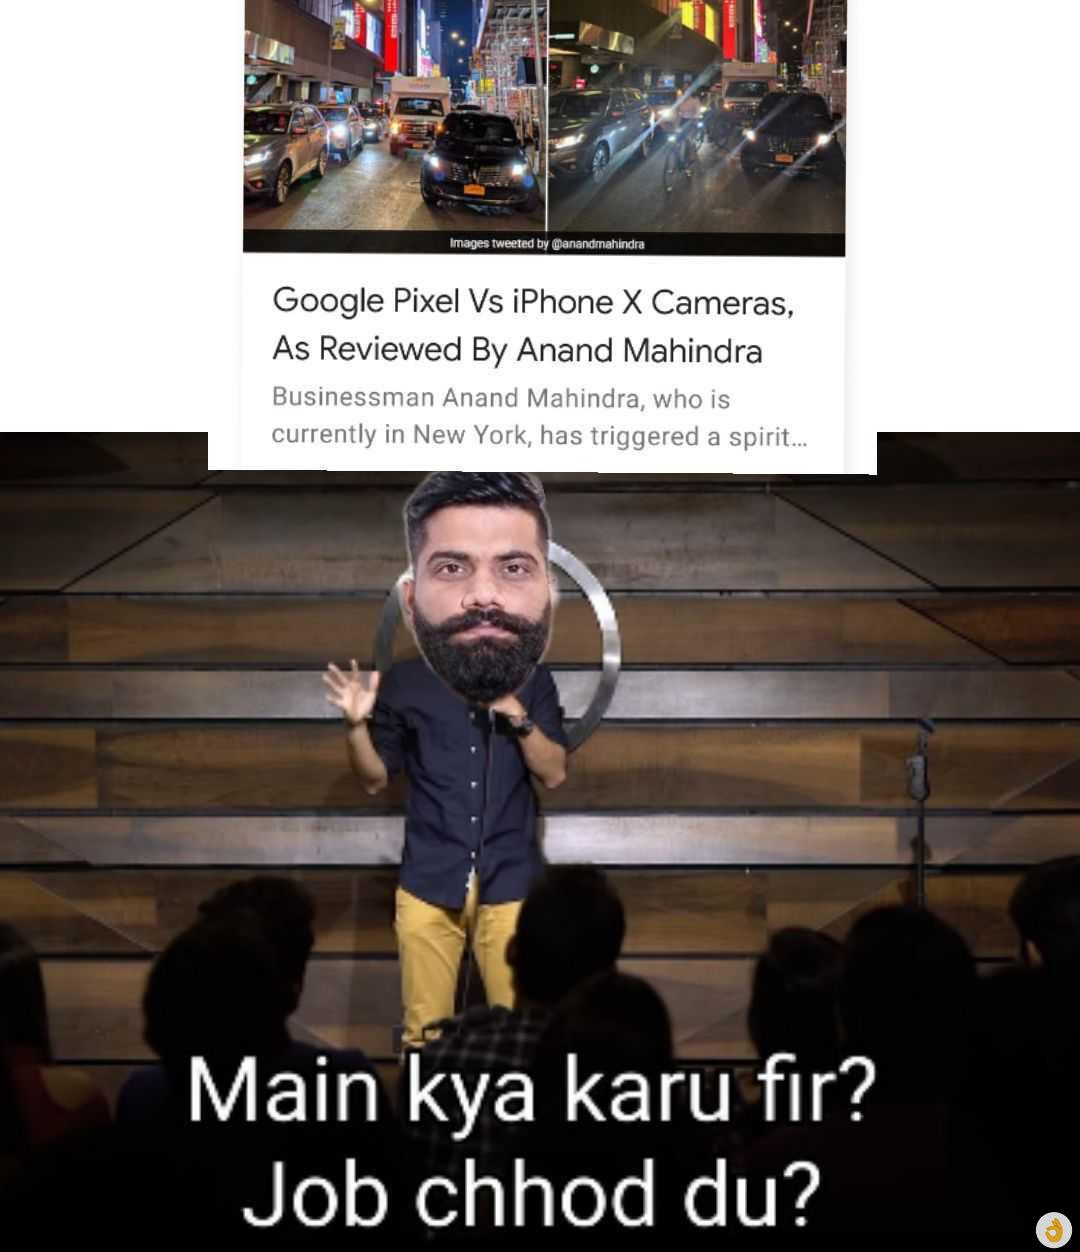 Images tweeted by @anandmahindra
Google Pixel Vs iPhone X Cameras,
As Reviewed By Anand Mahindra
Businessman Anand Mahindra, who is
currently in New York, has triggered a spirit...
Main kya karu fir?
Job chhod du?